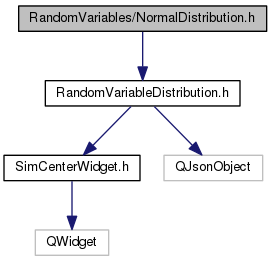 RandomVariables/NormalDistribution.h
RandomVariableDistribution.h
SimCenterWidget.h
QJsonObject
QWidget